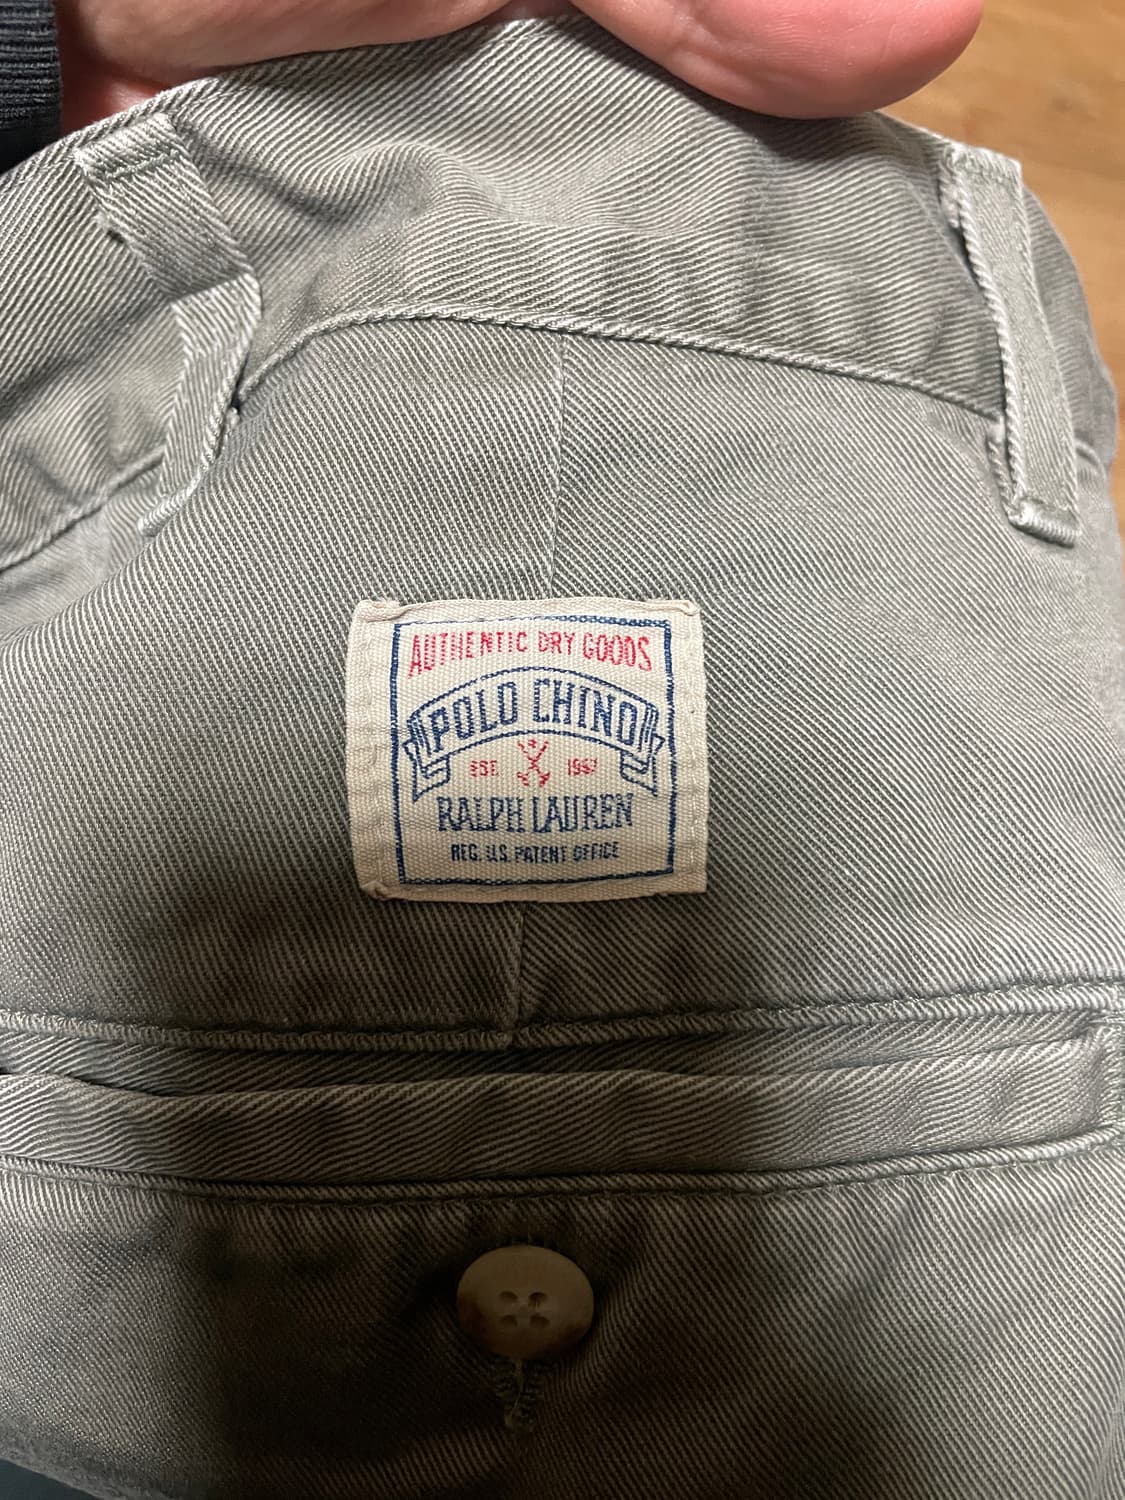 AUTHENTIC DRY GOODS
POLO CHINO
EST. 1967
RALPH LAUREN
REG. U.S. PATENT OFFICE